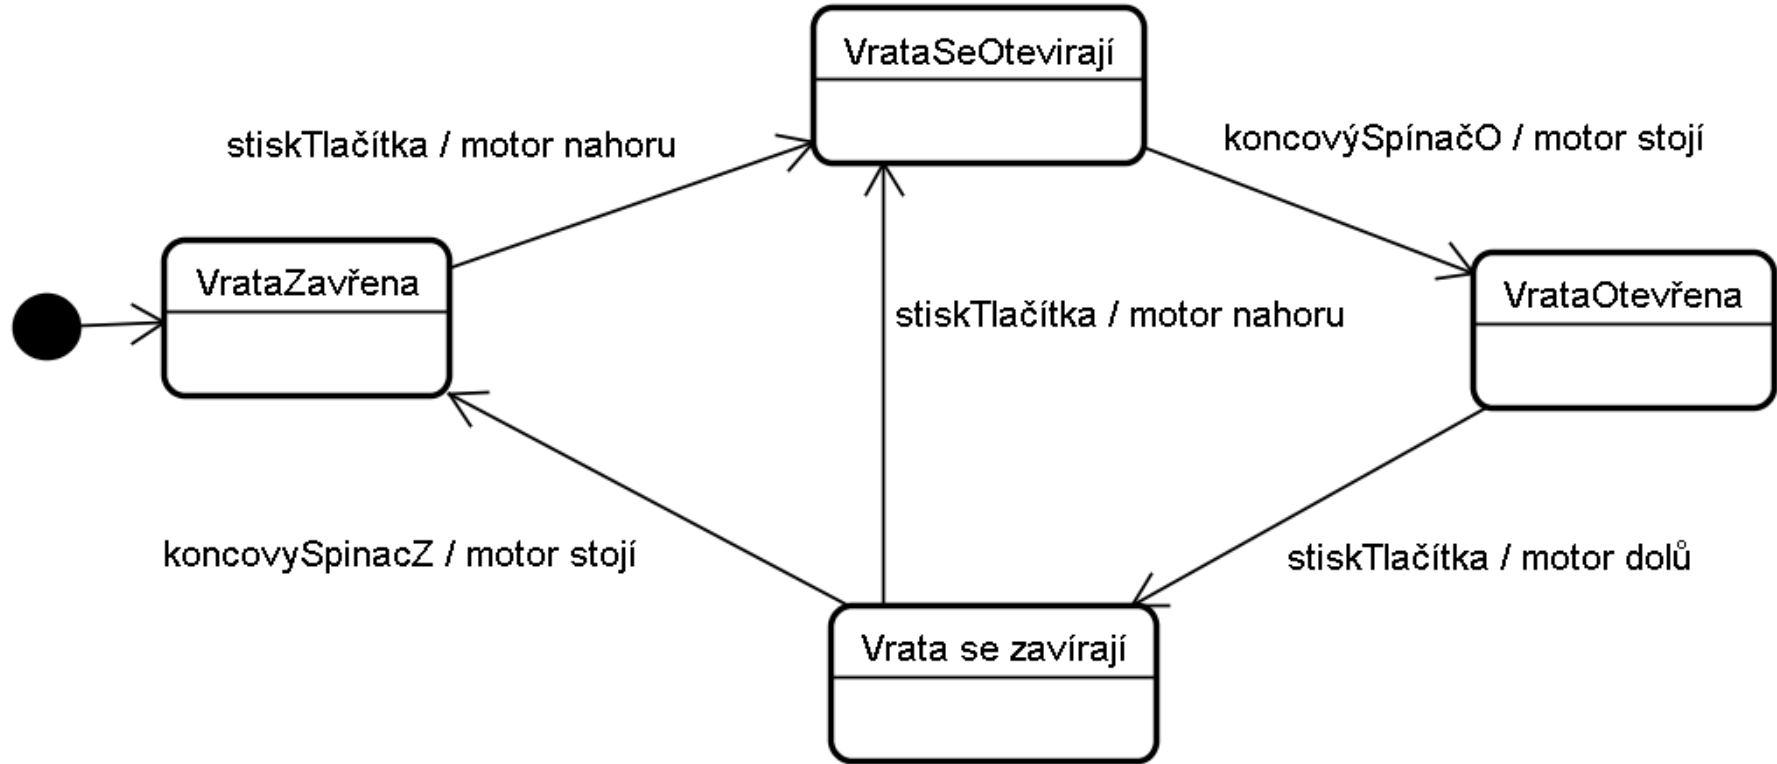 VrataSeOtevirají
stiskTlačítka / motor nahoru
koncovýSpínačO / motor stojí
VrataZavřena
VrataOtevřena
stiskTlačítka / motor nahoru
koncovySpinacZ / motor stojí
stiskTlačítka / motor dolů
Vrata se zavírají